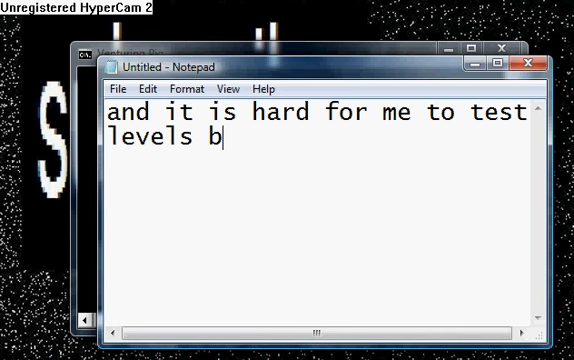 Unregistered HyperCam 2
Untitled - Notepad
File Edit Format View Help
and it is hard for me to test
levels b